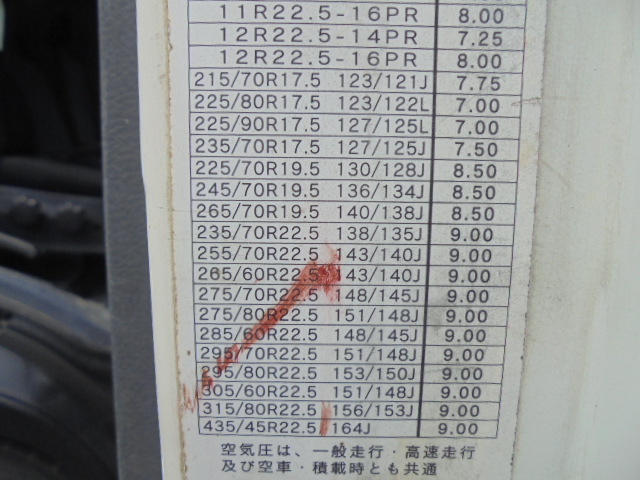 11R22.5-16PR 8.00
12R22.5-14PR 7.25
12R22.5-16PR 8.00
215/70R17.5 123/121J 7.75
225/80R17.5 123/122L 7.00
225/90R17.5 127/125L 7.00
235/70R17.5 127/125J 7.50
225/70R19.5 130/128J 8.50
245/70R19.5 136/134J 8.50
265/70R19.5 140/138J 8.50
235/70R22.5 138/135J 9.00
255/70R22.5 143/140J 9.00
265/60R22.5 143/140J 9.00
275/70R22.5 148/145J 9.00
275/80R22.5 151/148J 9.00
285/60R22.5 148/145J 9.00
295/70R22.5 151/148J 9.00
295/80R22.5 153/150J 9.00
305/60R22.5 151/148J 9.00
315/80R22.5 156/153J 9.00
435/45R22.5 164J 9.00
空気圧は、一般走行・高速走行
及び空車・積載時とも共通